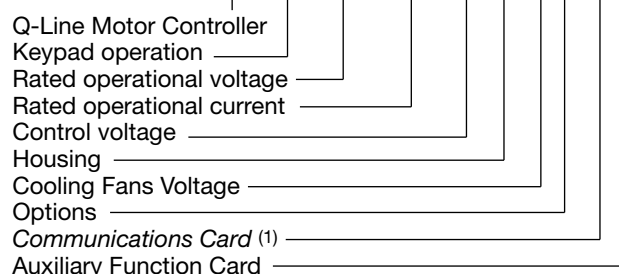 Q-Line Motor Controller
Keypad operation
Rated operational voltage
Rated operational current
Control voltage
Housing
Cooling Fans Voltage
Options
Communications Card (1)
Auxiliary Function Card